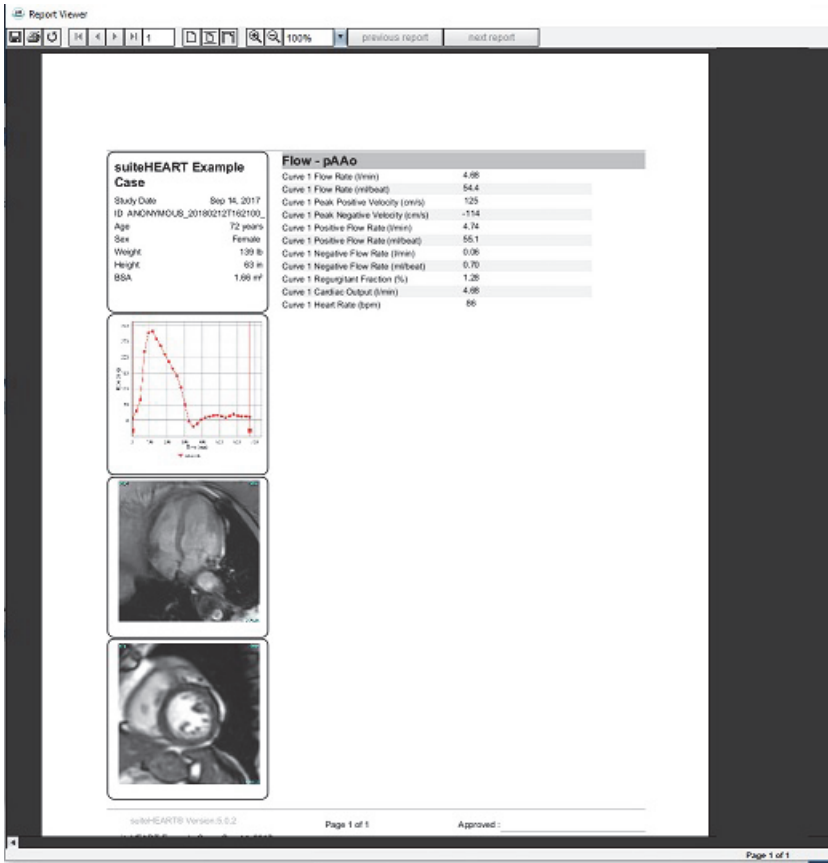 Report Viewer
1 100% previous report next report
suiteHEART Example
Case
Study Date Sep 14, 2017
ID ANONYMOUS_20180212T162100_
Age 72 years
Sex Female
Weight 139 lb
Height 63 in
BSA 1.66 m²
Flow - pAAo
Curve 1 Flow Rate (l/min) 4.68
Curve 1 Flow Rate (ml/beat) 54.4
Curve 1 Peak Positive Velocity (cm/s) 125
Curve 1 Peak Negative Velocity (cm/s) -114
Curve 1 Positive Flow Rate (l/min) 4.74
Curve 1 Positive Flow Rate (ml/beat) 55.1
Curve 1 Negative Flow Rate (l/min) 0.06
Curve 1 Negative Flow Rate (ml/beat) 0.70
Curve 1 Regurgitant Fraction (%) 1.28
Curve 1 Cardiac Output (l/min) 4.68
Curve 1 Heart Rate (bpm) 86
suiteHEART® Version 5.0.2
Page 1 of 1
Approved :
Page 1 of 1